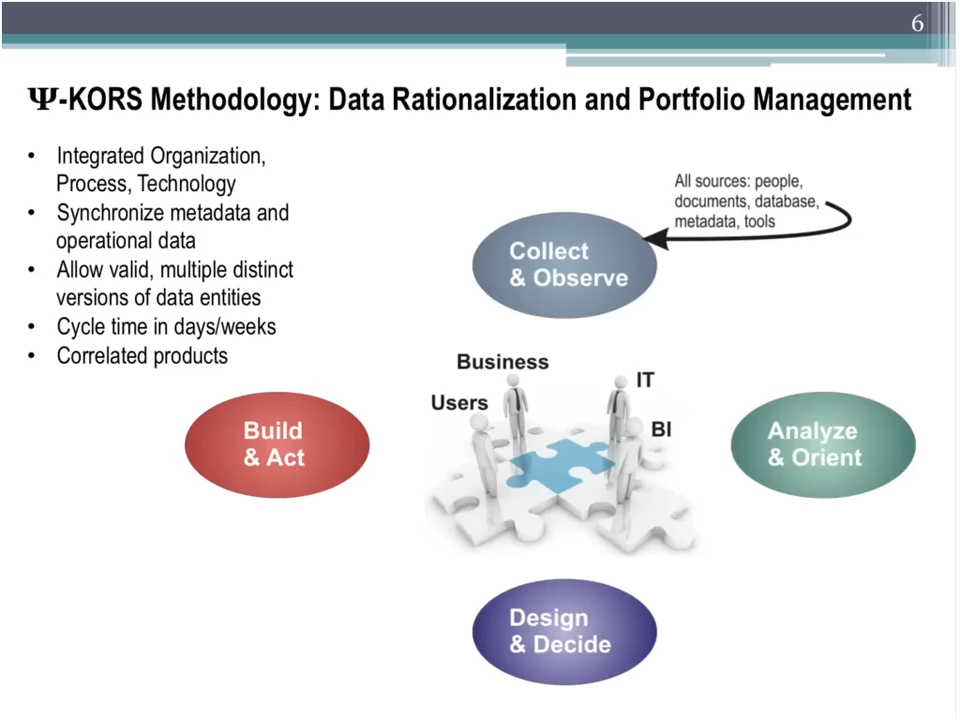 6
Ψ-KORS Methodology: Data Rationalization and Portfolio Management
• Integrated Organization,
Process, Technology
• Synchronize metadata and
operational data
• Allow valid, multiple distinct
versions of data entities
• Cycle time in days/weeks
• Correlated products
All sources: people,
documents, database,
metadata, tools
Collect
& Observe
Business
Users
IT
BI
Build
& Act
Analyze
& Orient
Design
& Decide